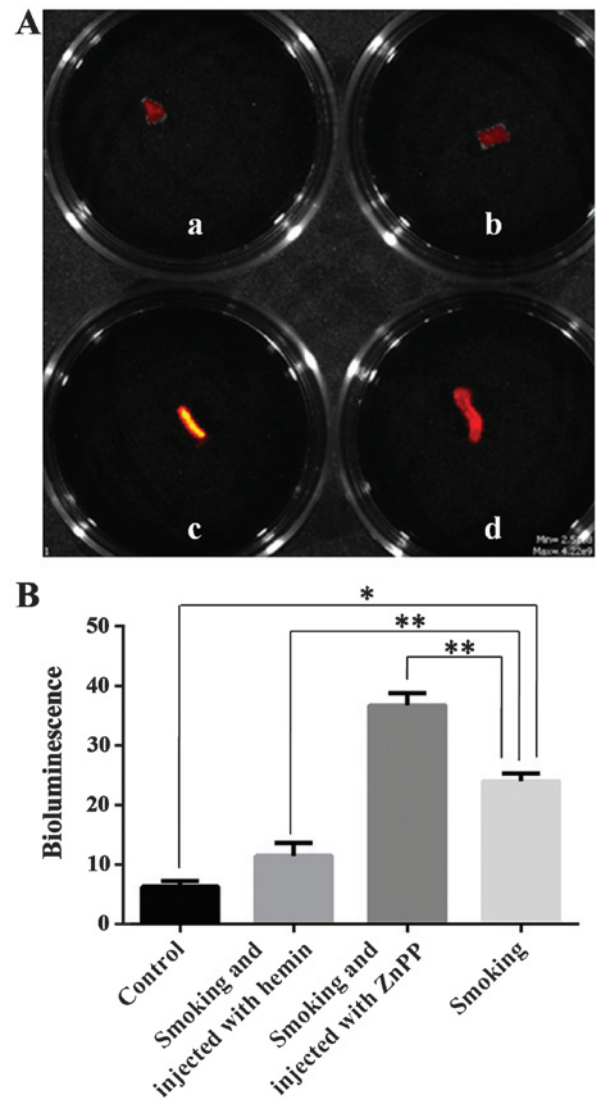 A
a
b
c
d
1
Max= 4.22e9
B
*
**
**
50
40
30
20
10
0
Bioluminescence
Control
Smoking and
injected with hemin
Smoking and
injected with ZnPP
Smoking